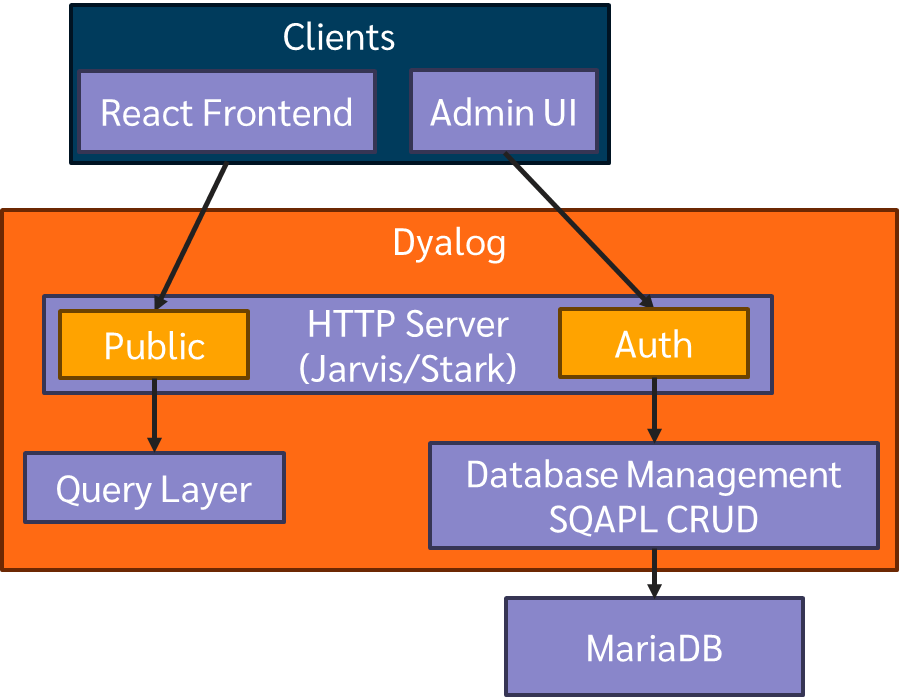 Clients
React Frontend
Admin UI
Dyalog
HTTP Server
(Jarvis/Stark)
Public
Auth
Query Layer
Database Management
SQAPL CRUD
MariaDB